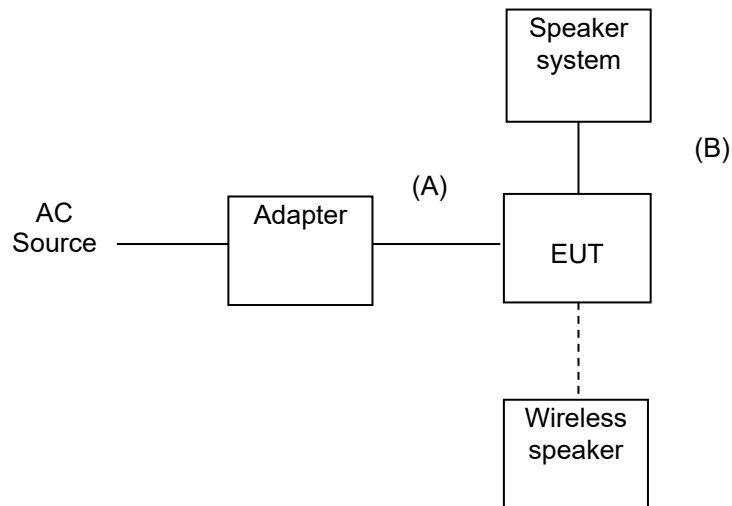 Speaker
system
(B)
(A)
AC
Source
Adapter
EUT
Wireless
speaker